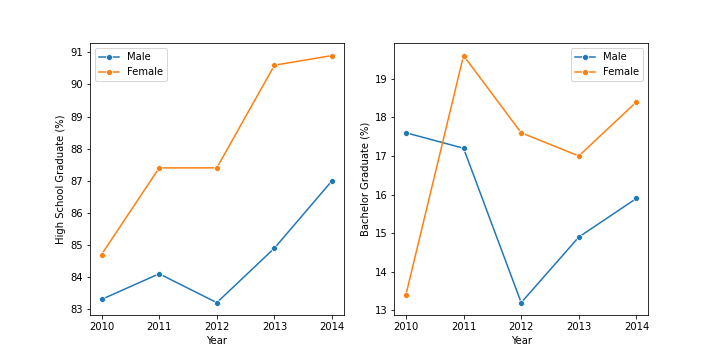 Male
Female
91
90
89
88
87
86
85
84
83
High School Graduate (%)
2010 2011 2012 2013 2014
Year
Male
Female
19
18
17
16
15
14
13
Bachelor Graduate (%)
2010 2011 2012 2013 2014
Year